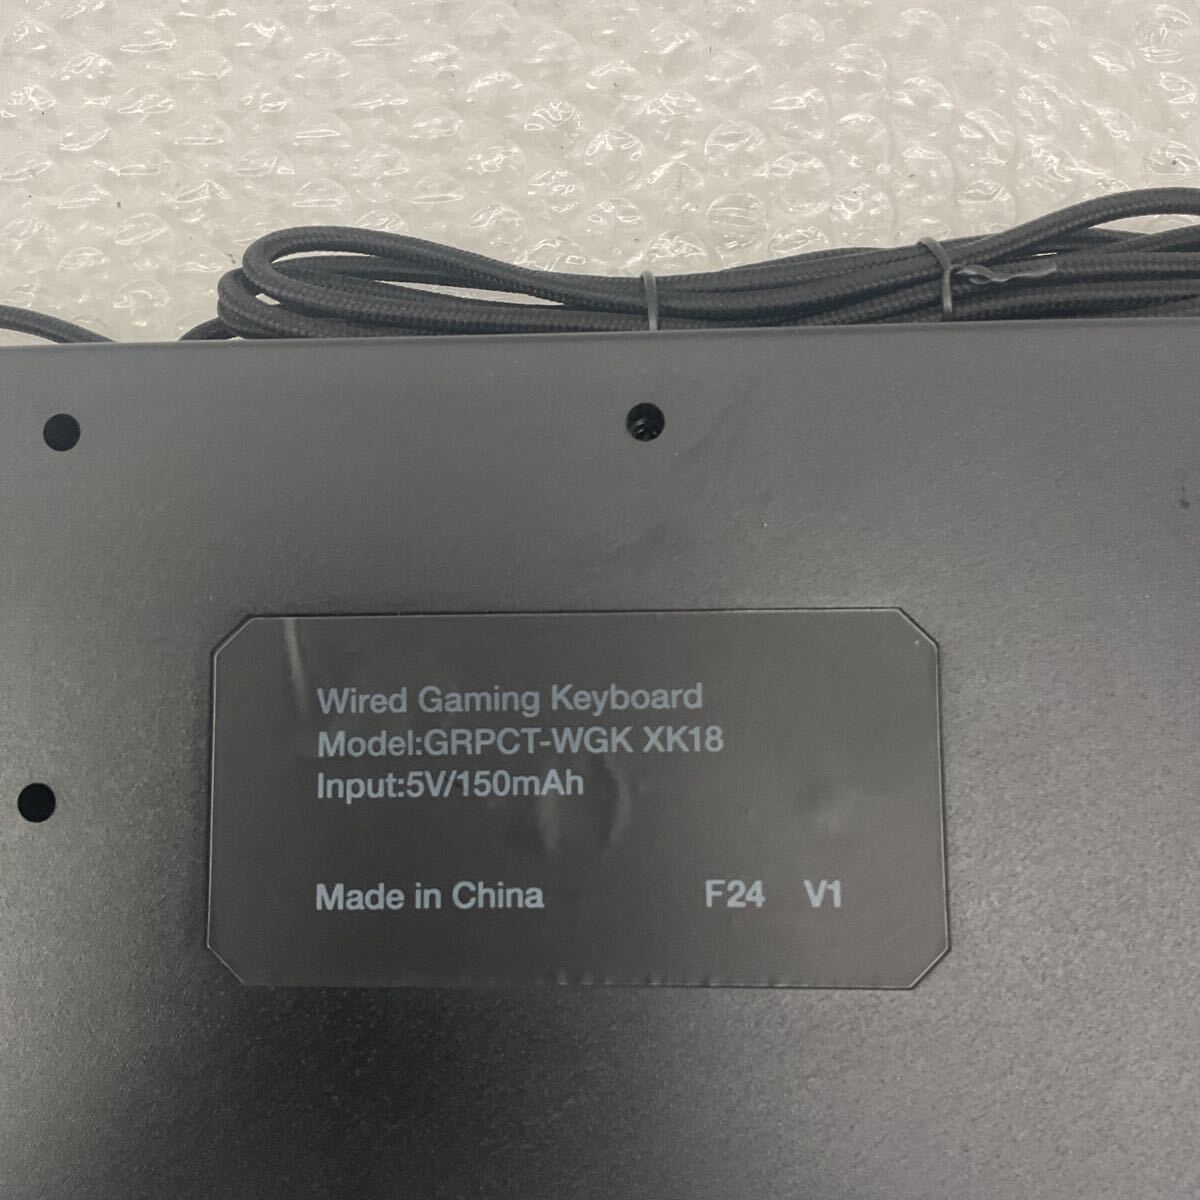 Wired Gaming Keyboard
Model:GRPCT-WGK XK18
Input:5V/150mAh
Made in China F24 V1